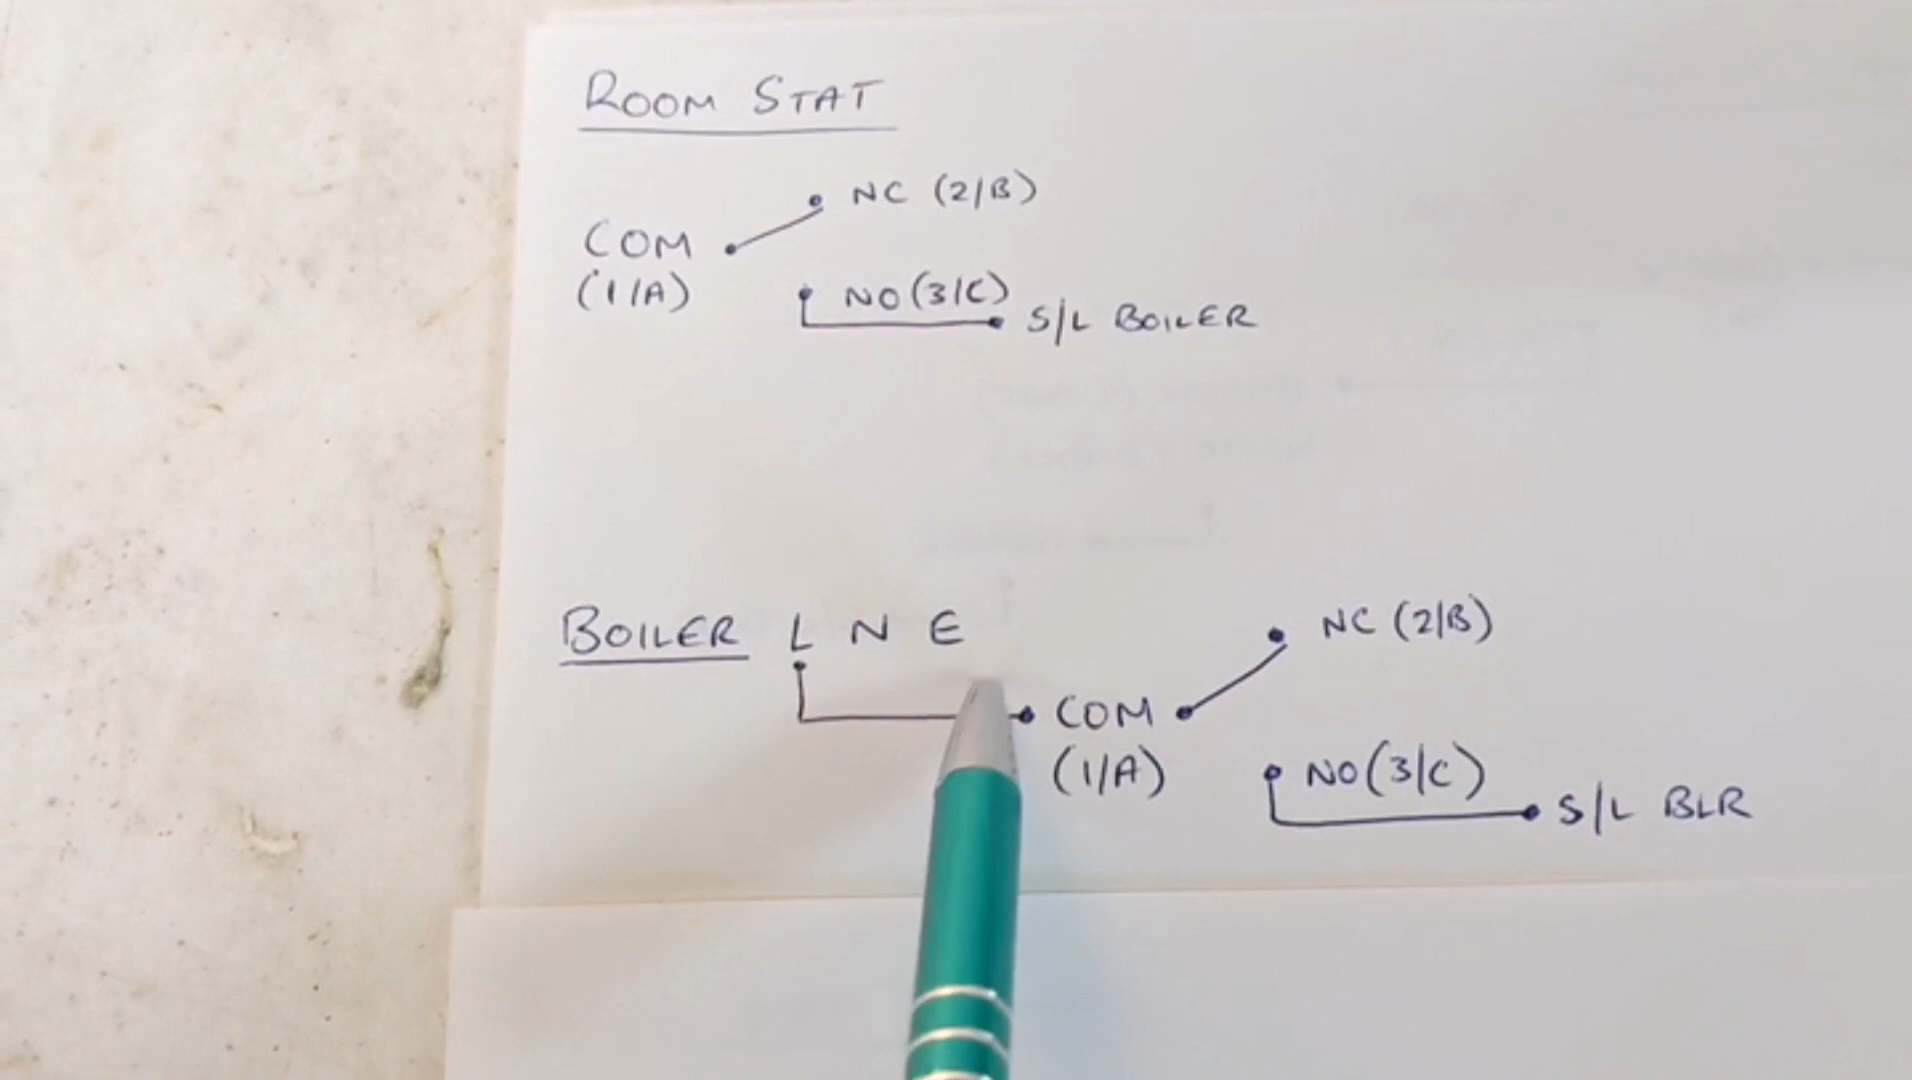 ROOM STAT
NC (2/B)
COM
(1/A)
NO (3/C)
S/L BOILER
BOILER L N E
NC (2/B)
COM
(1/A)
NO (3/C)
S/L BLR